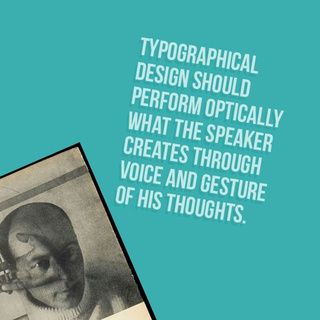 TYPOGRAPHICAL
DESIGN SHOULD
PERFORM OPTICALLY
WHAT THE SPEAKER
CREATES THROUGH
VOICE AND GESTURE
OF HIS THOUGHTS.